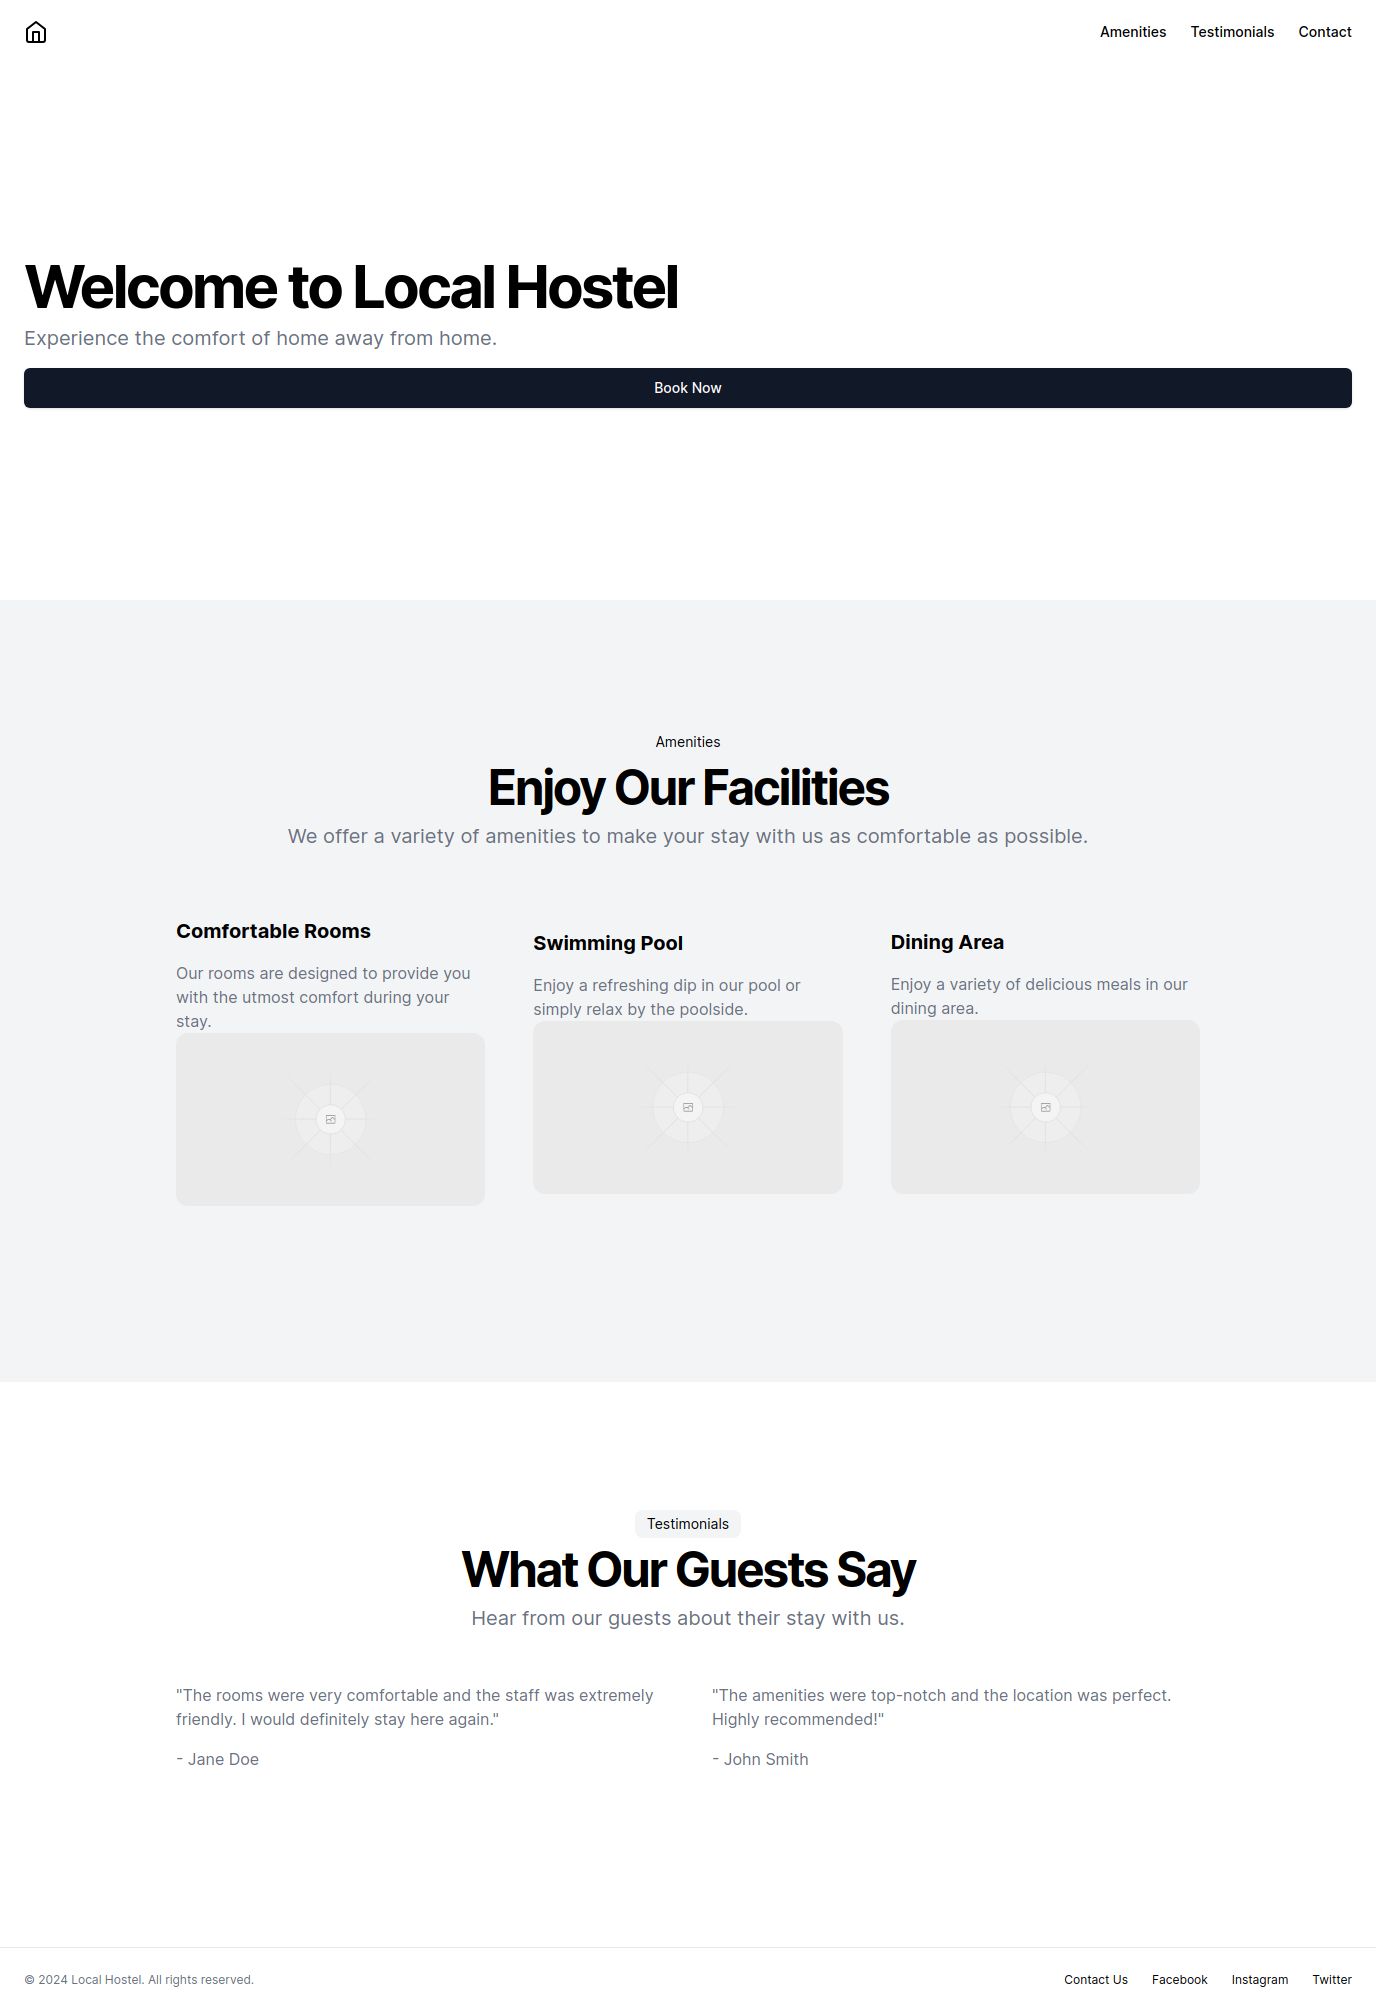 Amenities Testimonials Contact
Welcome to Local Hostel
Experience the comfort of home away from home.
Book Now
Amenities
Enjoy Our Facilities
We offer a variety of amenities to make your stay with us as comfortable as possible.
Comfortable Rooms
Our rooms are designed to provide you
with the utmost comfort during your
stay.
Swimming Pool
Enjoy a refreshing dip in our pool or
simply relax by the poolside.
Dining Area
Enjoy a variety of delicious meals in our
dining area.
Testimonials
What Our Guests Say
Hear from our guests about their stay with us.
"The rooms were very comfortable and the staff was extremely
friendly. I would definitely stay here again."
- Jane Doe
"The amenities were top-notch and the location was perfect.
Highly recommended!"
- John Smith
© 2024 Local Hostel. All rights reserved.
Contact Us Facebook Instagram Twitter